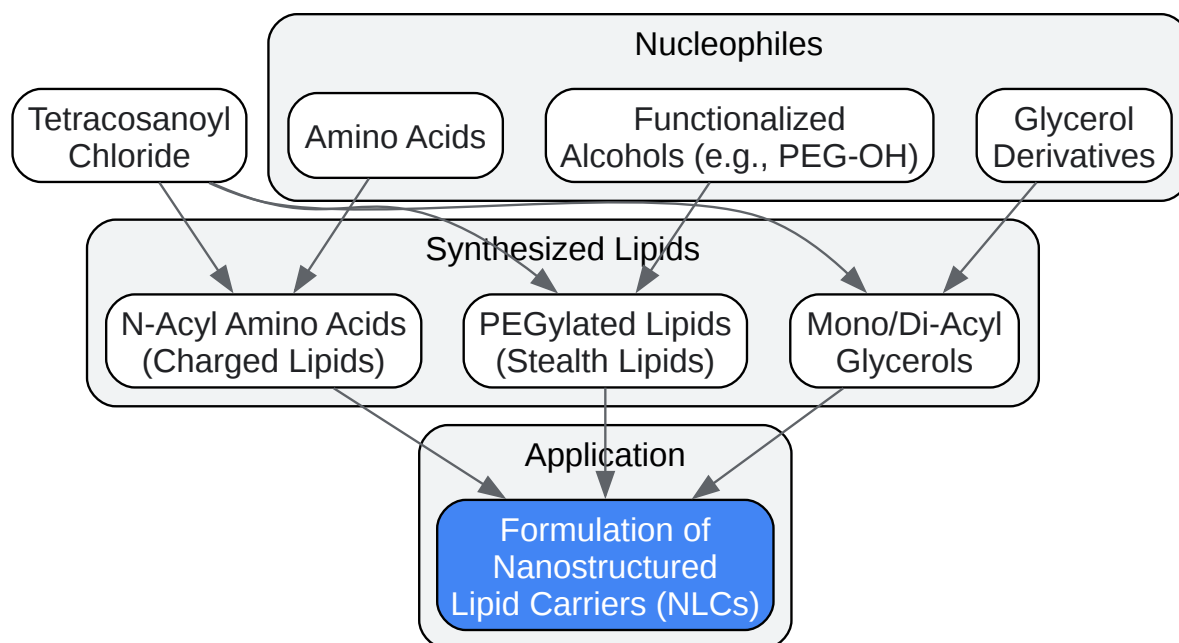 Nucleophiles
Tetracosanoyl
Chloride
Amino Acids
Functionalized
Alcohols (e.g., PEG-OH)
Glycerol
Derivatives
Synthesized Lipids
N-Acyl Amino Acids
(Charged Lipids)
PEGylated Lipids
(Stealth Lipids)
Mono/Di-Acyl
Glycerols
Application
Formulation of
Nanostructured
Lipid Carriers (NLCs)